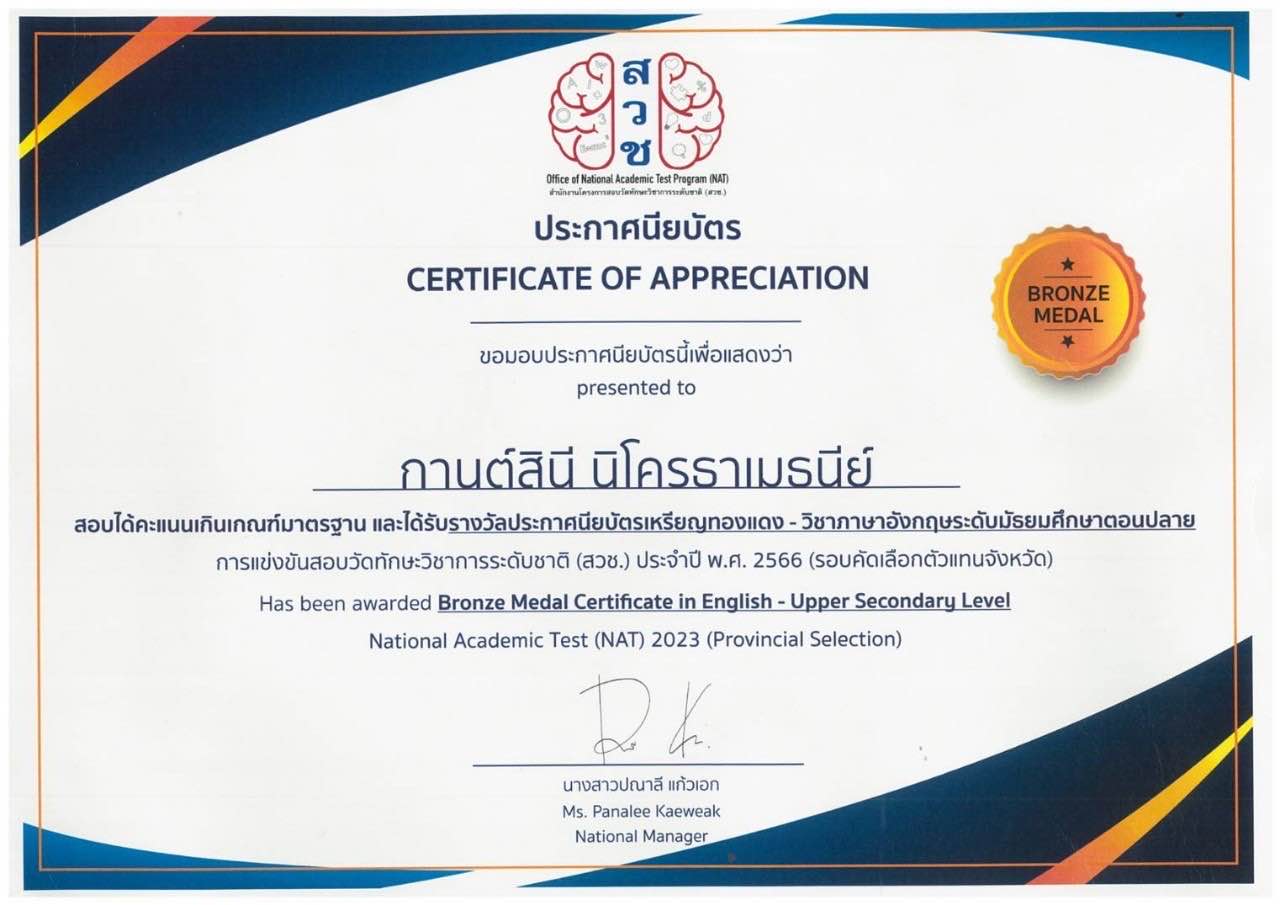 สวช
Office of National Academic Test Program (NAT)
สำนักงานโครงการสอบวัดทักษะวิชาการระดับชาติ (สวช.)
ประกาศนียบัตร
CERTIFICATE OF APPRECIATION
BRONZE
MEDAL
ขอมอบประกาศนียบัตรนี้เพื่อแสดงว่า
presented to
กานต์สินี นิโครธาเมธนีย์
สอบได้คะแนนเกินเกณฑ์มาตรฐาน และได้รับรางวัลประกาศนียบัตรเหรียญทองแดง - วิชาภาษาอังกฤษระดับมัธยมศึกษาตอนปลาย
การแข่งขันสอบวัดทักษะวิชาการระดับชาติ (สวช.) ประจำปี พ.ศ. 2566 (รอบคัดเลือกตัวแทนจังหวัด)
Has been awarded Bronze Medal Certificate in English - Upper Secondary Level
National Academic Test (NAT) 2023 (Provincial Selection)
นางสาวปณาลี แก้วเอก
Ms. Panalee Kaeweak
National Manager